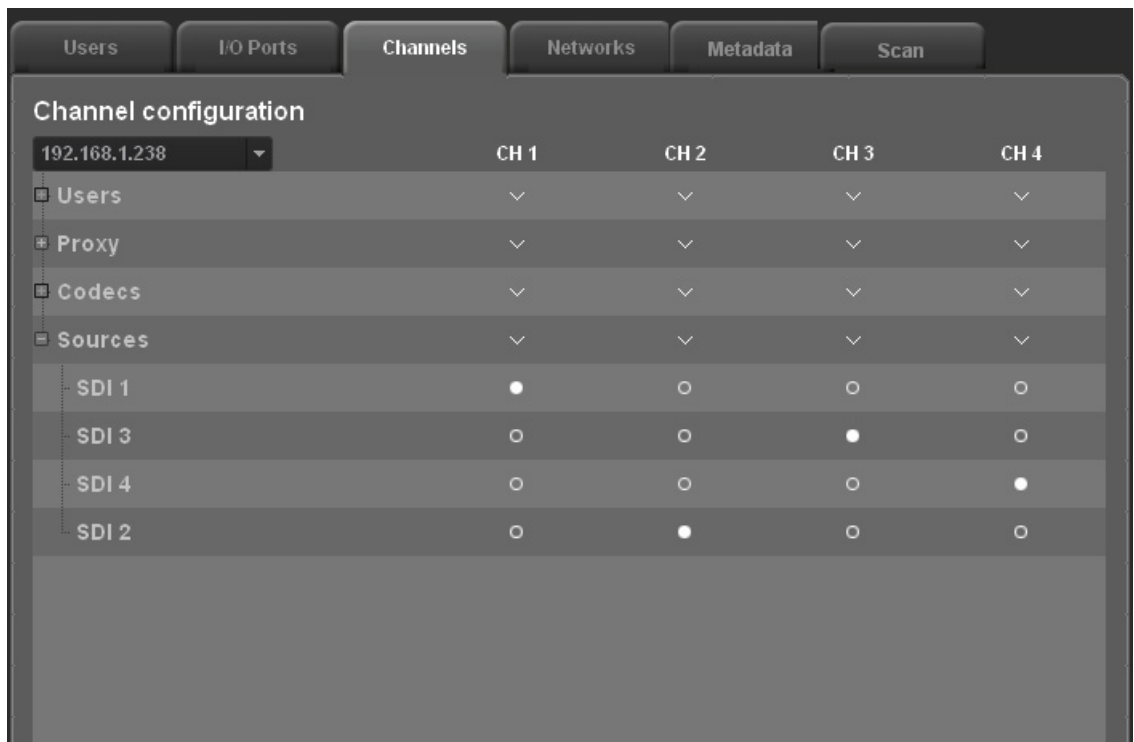 Users I/O Ports Channels Networks Metadata Scan
Channel configuration
192.168.1.238 CH 1 CH 2 CH 3 CH 4
Users
Proxy
Codecs
Sources
SDI 1
SDI 3
SDI 4
SDI 2